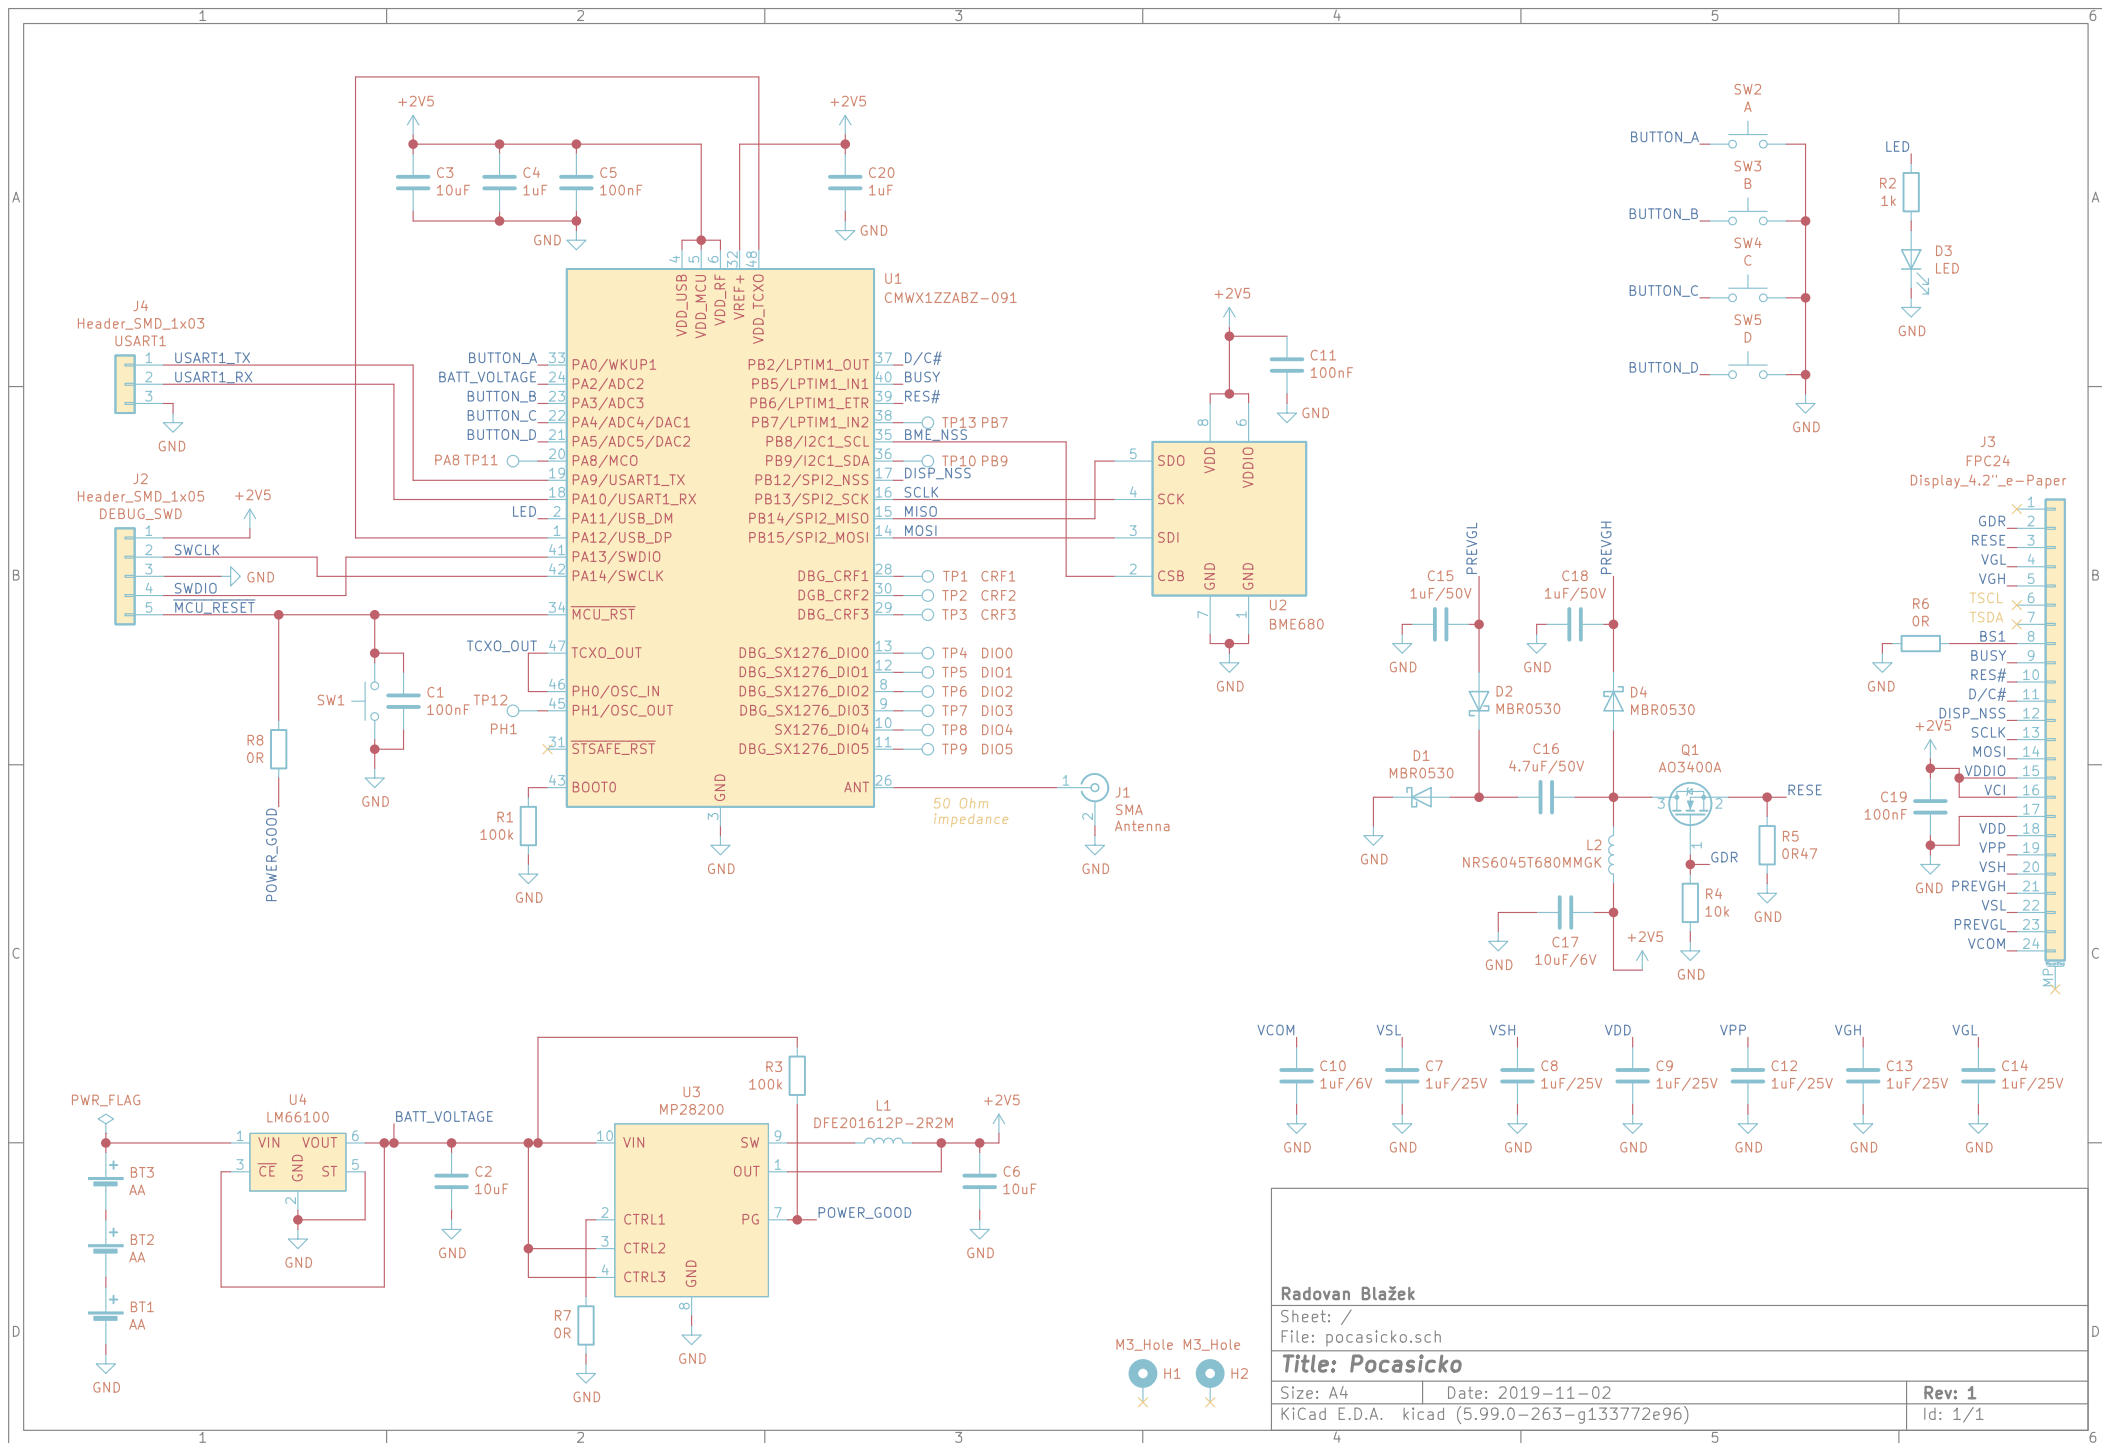 1 2 3 4 5 6
A
B
C
D
A
B
C
D
1 2 3 4 5 6
+2V5
C3
10uF
C4
1uF
C5
100nF
GND
+2V5
C20
1uF
GND
U1
CMWX1ZZABZ-091
4 VDD_USB
5 VDD_MCU
6 VDD_RF
32 VREF+
48 VDD_TCXO
BUTTON_A 33 PA0/WKUP1
BATT_VOLTAGE 24 PA2/ADC2
BUTTON_B 23 PA3/ADC3
BUTTON_C 22 PA4/ADC4/DAC1
BUTTON_D 21 PA5/ADC5/DAC2
PA8 TP11 20 PA8/MCO
19 PA9/USART1_TX
18 PA10/USART1_RX
LED 2 PA11/USB_DM
1 PA12/USB_DP
41 PA13/SWDIO
42 PA14/SWCLK
34 MCU_RST
TCXO_OUT 47 TCXO_OUT
46 PH0/OSC_IN
TP12 45 PH1/OSC_OUT
PH1
31 STSAFE_RST
43 BOOT0
GND
3
GND
R1
100k
GND
PB2/LPTIM1_OUT 37 D/C#
PB5/LPTIM1_IN1 40 BUSY
PB6/LPTIM1_ETR 39 RES#
PB7/LPTIM1_IN2 38 TP13 PB7
PB8/I2C1_SCL 35 BME_NSS
PB9/I2C1_SDA 36 TP10 PB9
PB12/SPI2_NSS 17 DISP_NSS
PB13/SPI2_SCK 16 SCLK
PB14/SPI2_MISO 15 MISO
PB15/SPI2_MOSI 14 MOSI
DBG_CRF1 28 TP1 CRF1
DGB_CRF2 30 TP2 CRF2
DBG_CRF3 29 TP3 CRF3
DBG_SX1276_DIO0 13 TP4 DIO0
DBG_SX1276_DIO1 12 TP5 DIO1
DBG_SX1276_DIO2 8 TP6 DIO2
DBG_SX1276_DIO3 9 TP7 DIO3
SX1276_DIO4 10 TP8 DIO4
DBG_SX1276_DIO5 11 TP9 DIO5
ANT 26
50 Ohm
impedance
1
2
J1
SMA
Antenna
GND
J4
Header_SMD_1x03
USART1
1 USART1_TX
2 USART1_RX
3
GND
J2
Header_SMD_1x05
DEBUG_SWD
+2V5
1
2 SWCLK
3 GND
4 SWDIO
5 MCU_RESET
SW1
C1
100nF
GND
R8
0R
POWER_GOOD
+2V5
C11
100nF
GND
8 VDD
6 VDDIO
5 SDO
4 SCK
3 SDI
2 CSB
GND 7
GND 1
U2
BME680
GND
SW2
A
BUTTON_A
SW3
B
BUTTON_B
SW4
C
BUTTON_C
SW5
D
BUTTON_D
GND
LED
R2
1k
D3
LED
GND
PREVGL
C15
1uF/50V
GND
PREVGH
C18
1uF/50V
GND
D2
MBR0530
D4
MBR0530
D1
MBR0530
GND
C16
4.7uF/50V
Q1
AO3400A
3 2
1
RESE
GDR
R5
0R47
GND
R4
10k
GND
L2
NRS6045T680MMGK
C17
10uF/6V
GND
+2V5
J3
FPC24
Display_4.2"_e-Paper
1
GDR 2
RESE 3
VGL 4
VGH 5
TSCL 6
TSDA 7
BS1 8
BUSY 9
RES# 10
D/C# 11
DISP_NSS 12
SCLK 13
MOSI 14
VDDIO 15
VCI 16
17
VDD 18
VPP 19
VSH 20
PREVGH 21
VSL 22
PREVGL 23
VCOM 24
MP
R6
0R
GND
+2V5
C19
100nF
GND
VCOM
C10
1uF/6V
GND
VSL
C7
1uF/25V
GND
VSH
C8
1uF/25V
GND
VDD
C9
1uF/25V
GND
VPP
C12
1uF/25V
GND
VGH
C13
1uF/25V
GND
VGL
C14
1uF/25V
GND
PWR_FLAG
BT3
AA
BT2
AA
BT1
AA
GND
U4
LM66100
1 VIN VOUT 6
3 CE ST 5
GND
2
GND
BATT_VOLTAGE
C2
10uF
GND
U3
MP28200
10 VIN SW 9
OUT 1
2 CTRL1 PG 7
3 CTRL2
4 CTRL3
GND
8
GND
R3
100k
L1
DFE201612P-2R2M
+2V5
C6
10uF
GND
POWER_GOOD
R7
0R
GND
M3_Hole M3_Hole
H1 H2
Radovan Blažek
Sheet: /
File: pocasicko.sch
Title: Pocasicko
Size: A4 Date: 2019-11-02 Rev: 1
KiCad E.D.A. kicad (5.99.0-263-g133772e96) Id: 1/1